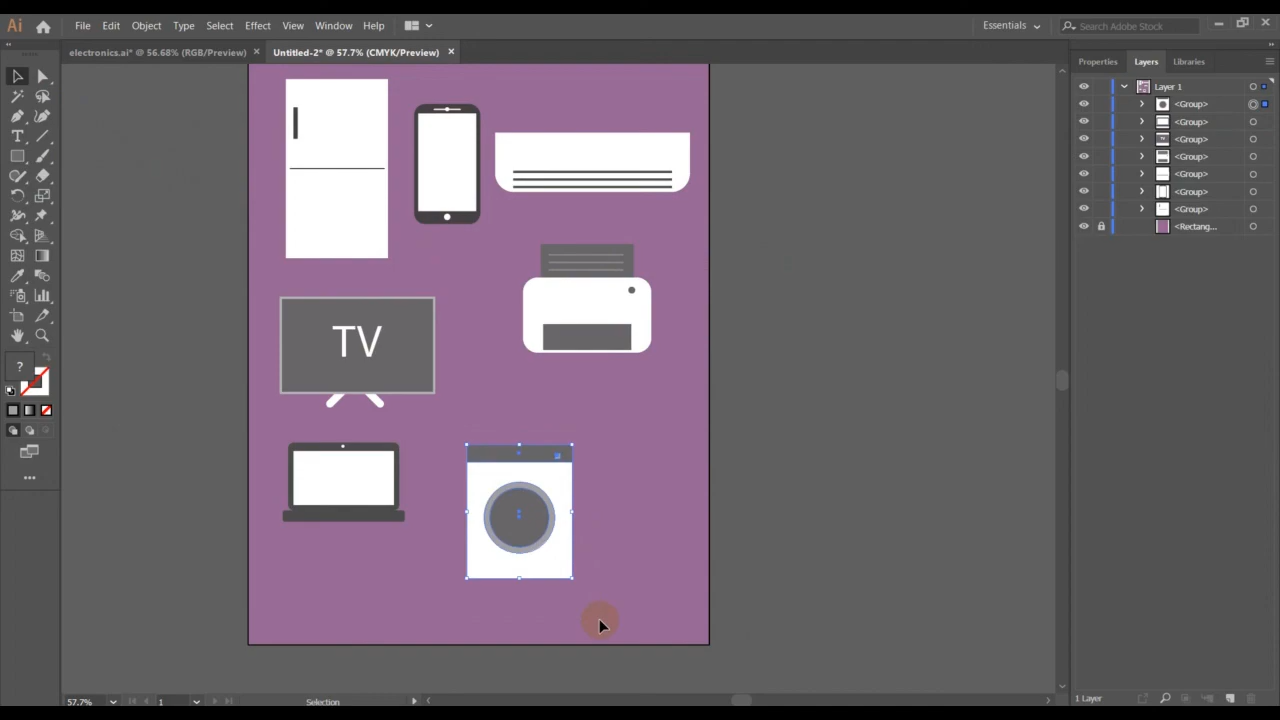 Ai File Edit Object Type Select Effect View Window Help Essentials Search Adobe Stock
electronics.ai* @ 56.68% (RGB/Preview) × Untitled-2* @ 57.7% (CMYK/Preview) ×
Properties Layers Libraries
Layer 1
<Group>
<Group>
<Group>
<Group>
<Group>
<Group>
<Group>
<Rectang...
TV
?
57.7% 1 Selection
1 Layer